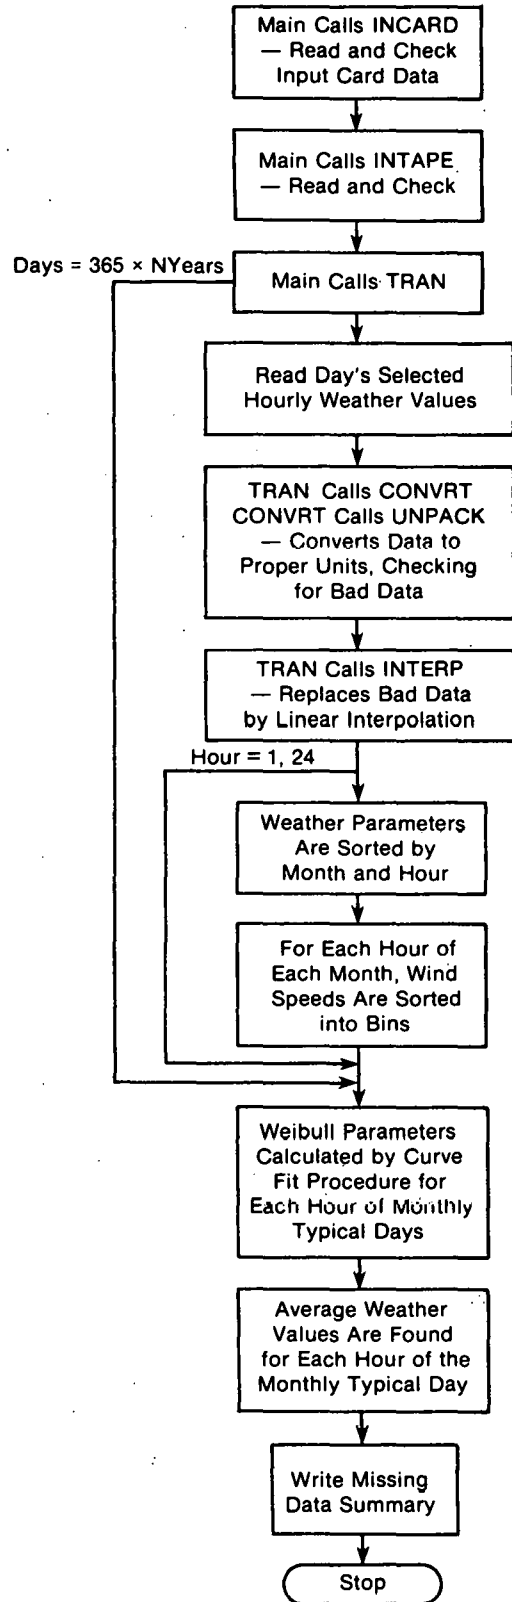 Main Calls INCARD
— Read and Check
Input Card Data
Main Calls INTAPE
— Read and Check
Days = 365 × NYears
Main Calls TRAN
Read Day's Selected
Hourly Weather Values
TRAN Calls CONVRT
CONVRT Calls UNPACK
— Converts Data to
Proper Units, Checking
for Bad Data
TRAN Calls INTERP
— Replaces Bad Data
by Linear Interpolation
Hour = 1, 24
Weather Parameters
Are Sorted by
Month and Hour
For Each Hour of
Each Month, Wind
Speeds Are Sorted
into Bins
Weibull Parameters
Calculated by Curve
Fit Procedure for
Each Hour of Monthly
Typical Days
Average Weather
Values Are Found
for Each Hour of the
Monthly Typical Day
Write Missing
Data Summary
Stop